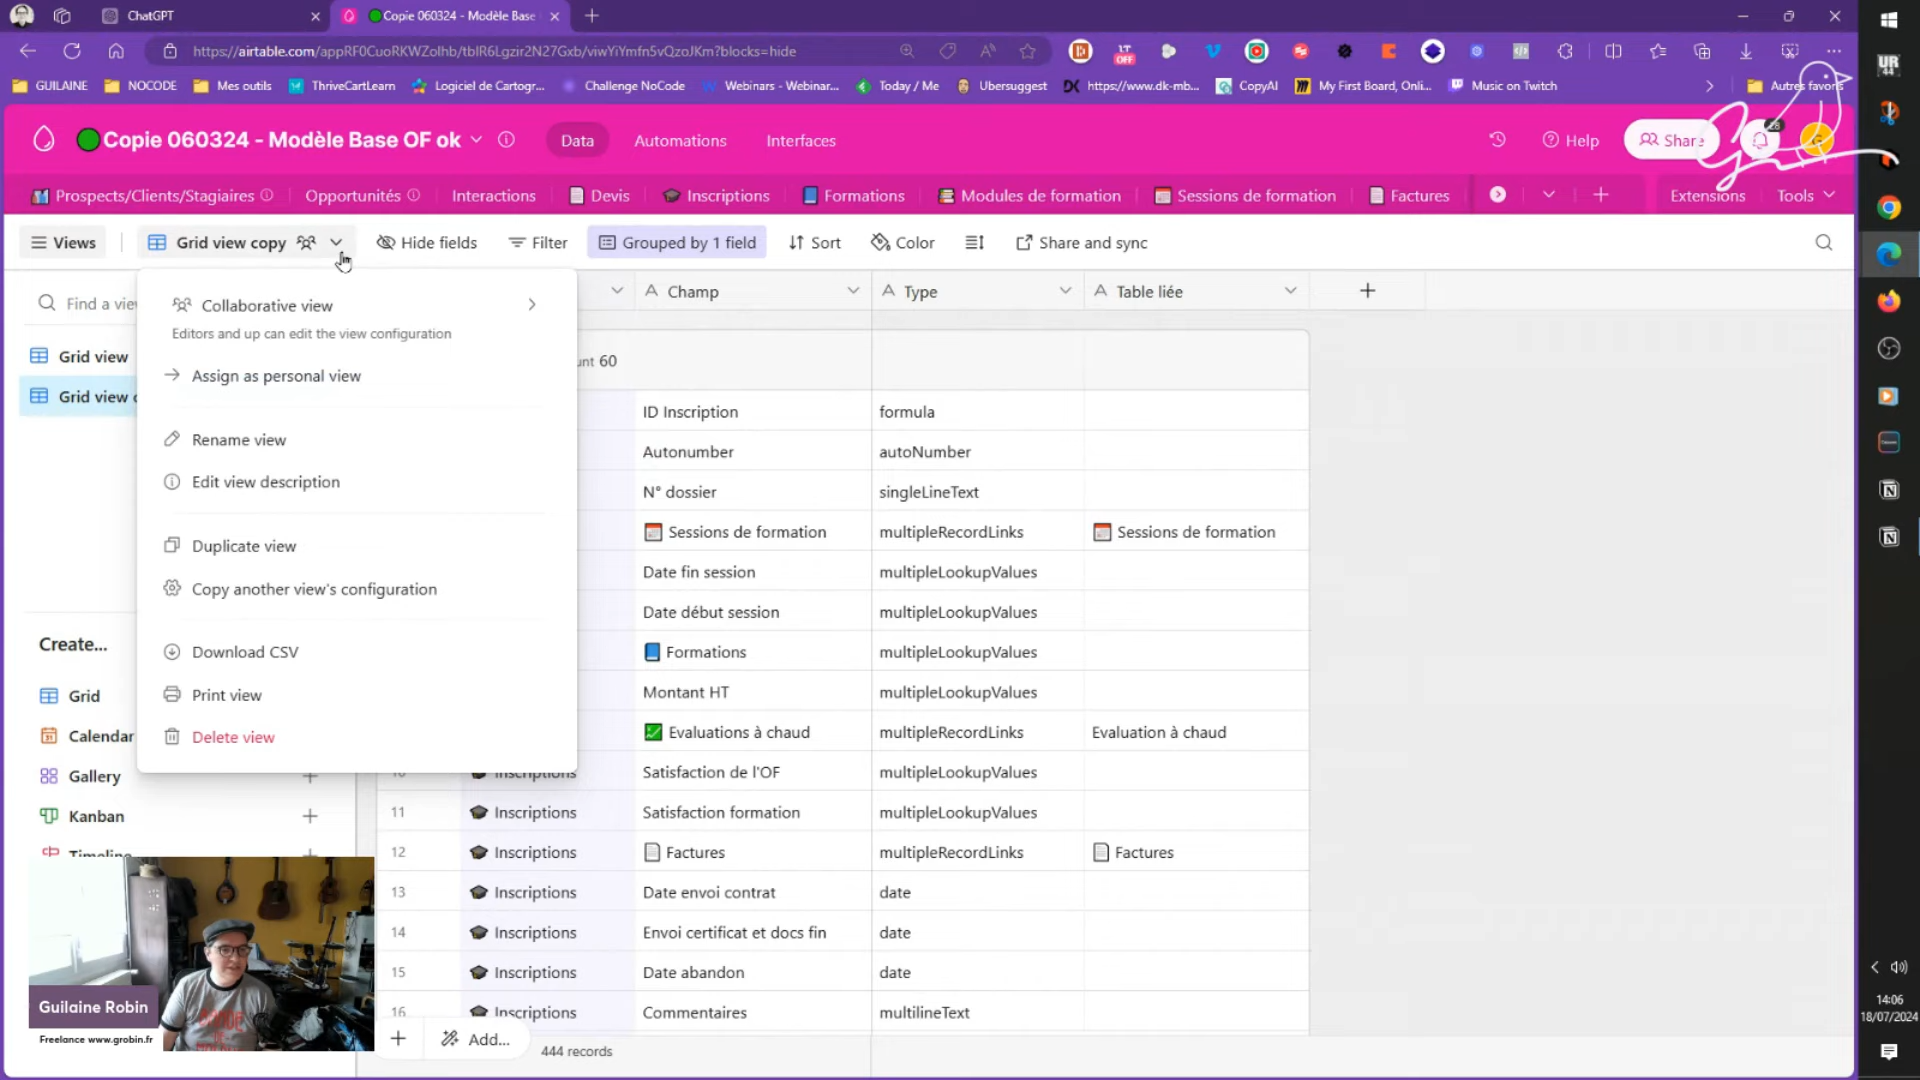 ChatGPT
Copie 060324 - Modèle Base
https://airtable.com/appRF0CuoRKWZolhb/tblR6Lgzir2N27Gxb/viwYiYmfn5vQzoJKm?blocks=hide
OFF
GUILAINE
NOCODE
Mes outils
ThriveCartLearn
Logiciel de Cartogr...
Challenge NoCode
Webinars - Webinar...
Today / Me
Ubersuggest
https://www.dk-mb...
CopyAI
My First Board, Onli...
Music on Twitch
Autres favoris
UR
44
Copie 060324 - Modèle Base OF ok
Data
Automations
Interfaces
Help
Share
Prospects/Clients/Stagiaires
Opportunités
Interactions
Devis
Inscriptions
Formations
Modules de formation
Sessions de formation
Factures
Extensions
Tools
Views
Grid view copy
Hide fields
Filter
Grouped by 1 field
Sort
Color
Share and sync
Find a vie
Grid view
Grid view c
Create...
Grid
Calendar
Gallery
Kanban
Timeline
Collaborative view
Editors and up can edit the view configuration
Assign as personal view
Rename view
Edit view description
Duplicate view
Copy another view's configuration
Download CSV
Print view
Delete view
Champ
Type
Table liée
unt 60
ID Inscription formula
Autonumber autoNumber
N° dossier singleLineText
Sessions de formation multipleRecordLinks Sessions de formation
Date fin session multipleLookupValues
Date début session multipleLookupValues
Formations multipleLookupValues
Montant HT multipleLookupValues
Evaluations à chaud multipleRecordLinks Evaluation à chaud
10 Inscriptions Satisfaction de l'OF multipleLookupValues
11 Inscriptions Satisfaction formation multipleLookupValues
12 Inscriptions Factures multipleRecordLinks Factures
13 Inscriptions Date envoi contrat date
14 Inscriptions Envoi certificat et docs fin date
15 Inscriptions Date abandon date
16 Inscriptions Commentaires multilineText
Add...
444 records
Guilaine Robin
Freelance www.grobin.fr
14:06
18/07/2024